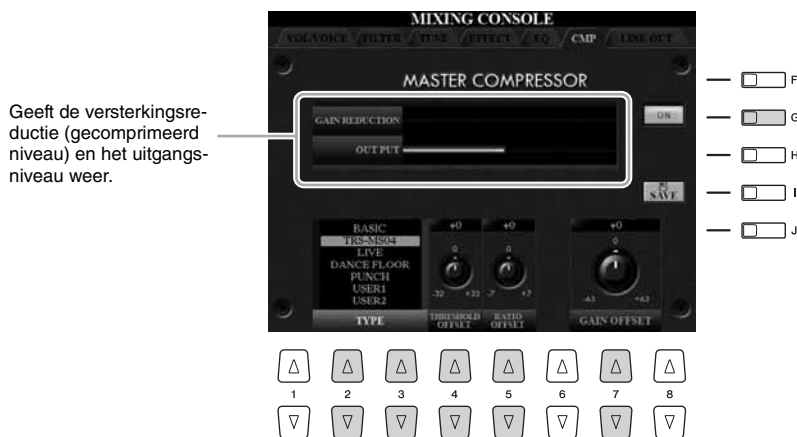 MIXING CONSOLE
VOL/VOICE FILTER TUNE EFFECT EQ CMP LINE OUT
MASTER COMPRESSOR
Geeft de versterkingsre-
ductie (gecomprimeerd
niveau) en het uitgangs-
niveau weer.
GAIN REDUCTION
OUT PUT
ON
SAVE
F
G
H
I
J
BASIC
TRS-MS04
LIVE
DANCE FLOOR
PUNCH
USER1
USER2
TYPE
+0
0
-32 +32
THRESHOLD
OFFSET
+0
0
-7 +7
RATIO
OFFSET
+0
0
-63 +63
GAIN OFFSET
1 2 3 4 5 6 7 8